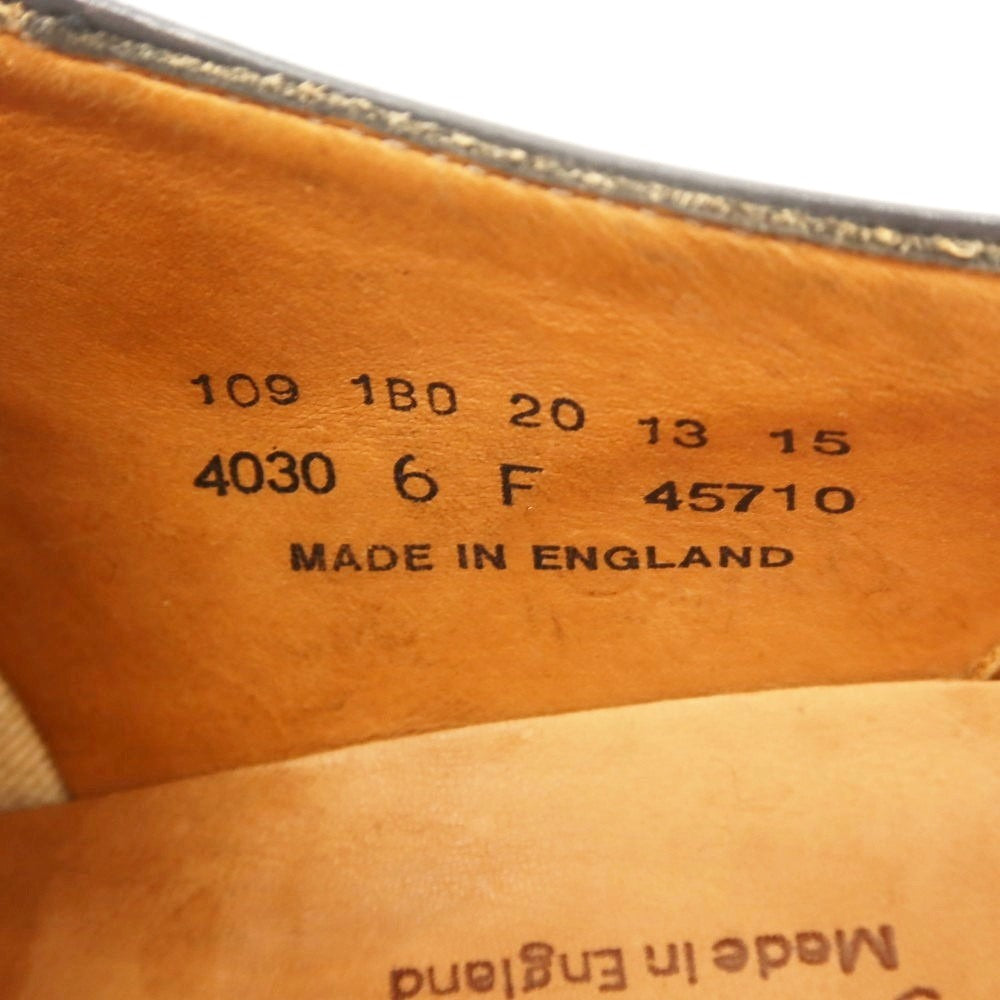 109 1B0 20 13 15
4030 6 F 45710
MADE IN ENGLAND
Made in England